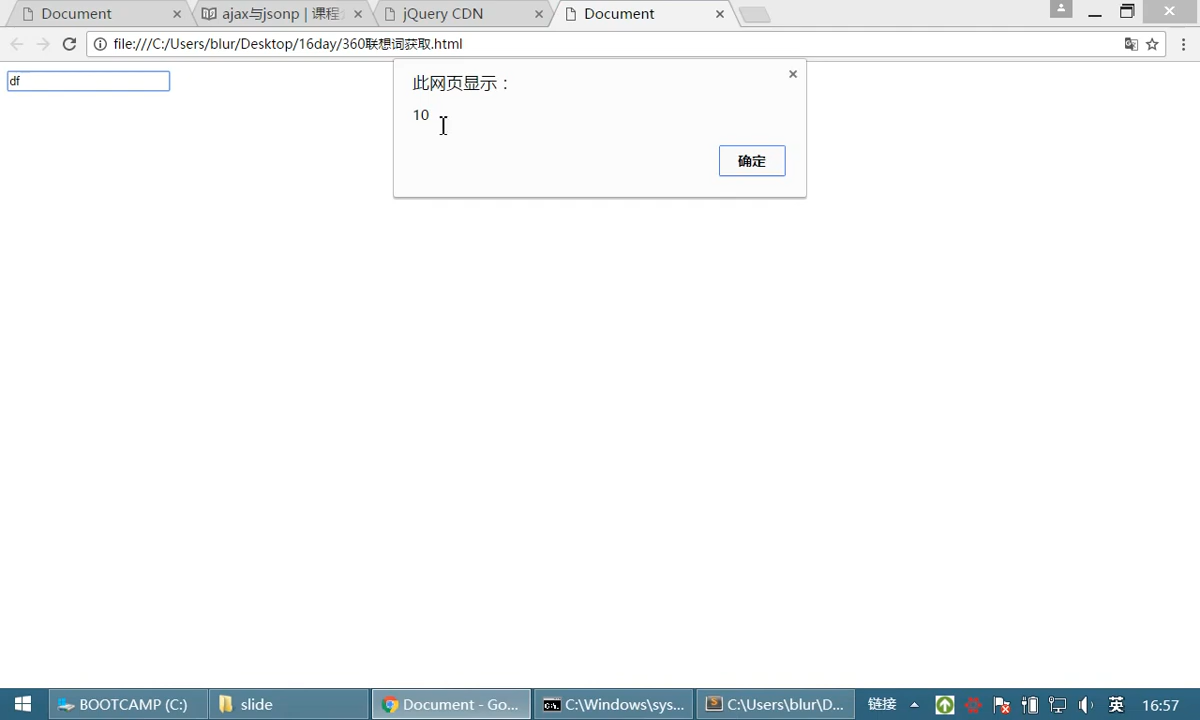 Document
ajax与jsonp | 课程
jQuery CDN
Document
file:///C:/Users/blur/Desktop/16day/360联想词获取.html
df
此网页显示：
10
确定
BOOTCAMP (C:)
slide
Document - Go...
C:\Windows\sys...
C:\Users\blur\D...
链接
英
16:57